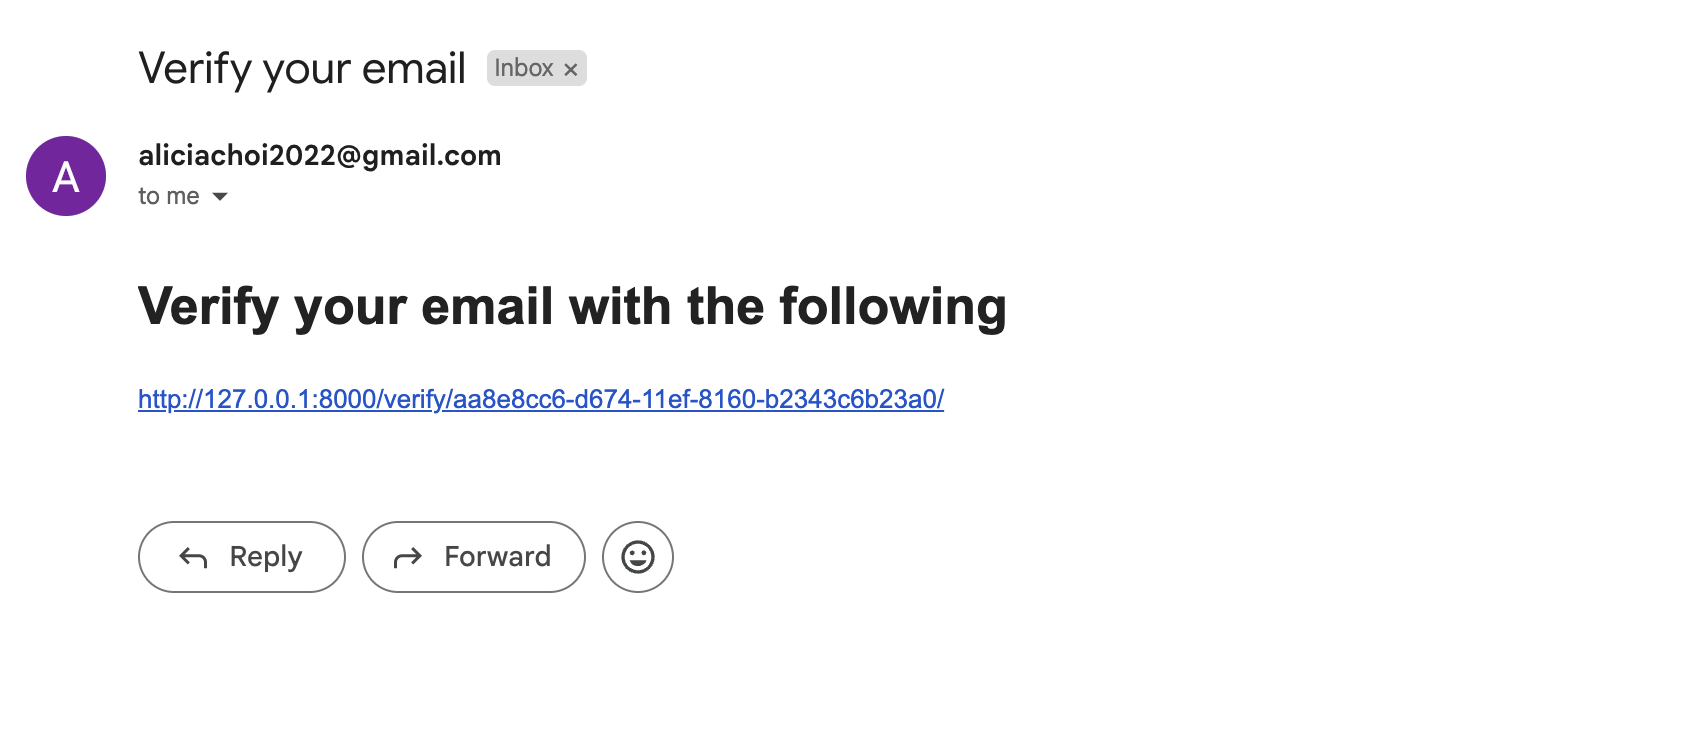 Verify your email Inbox ×
A
aliciachoi2022@gmail.com
to me
Verify your email with the following
http://127.0.0.1:8000/verify/aa8e8cc6-d674-11ef-8160-b2343c6b23a0/
Reply Forward